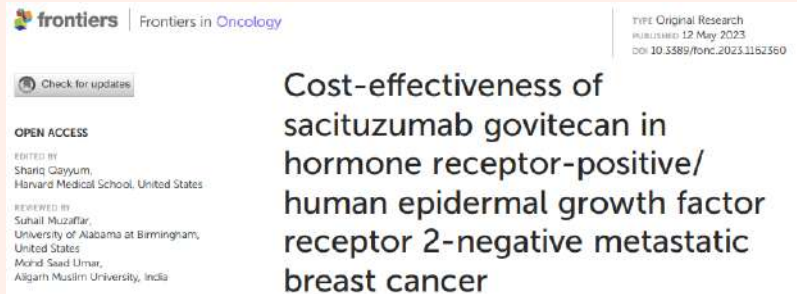 frontiers | Frontiers in Oncology
TYPE Original Research
PUBLISHED 12 May 2023
DOI 10.3389/fonc.2023.1162360
Check for updates
OPEN ACCESS
EDITED BY
Shariq Qayyum,
Harvard Medical School, United States
REVIEWED BY
Suhail Muzaffar,
University of Alabama at Birmingham,
United States
Mohd Saad Umar,
Aligarh Muslim University, India
Cost-effectiveness of
sacituzumab govitecan in
hormone receptor-positive/
human epidermal growth factor
receptor 2-negative metastatic
breast cancer